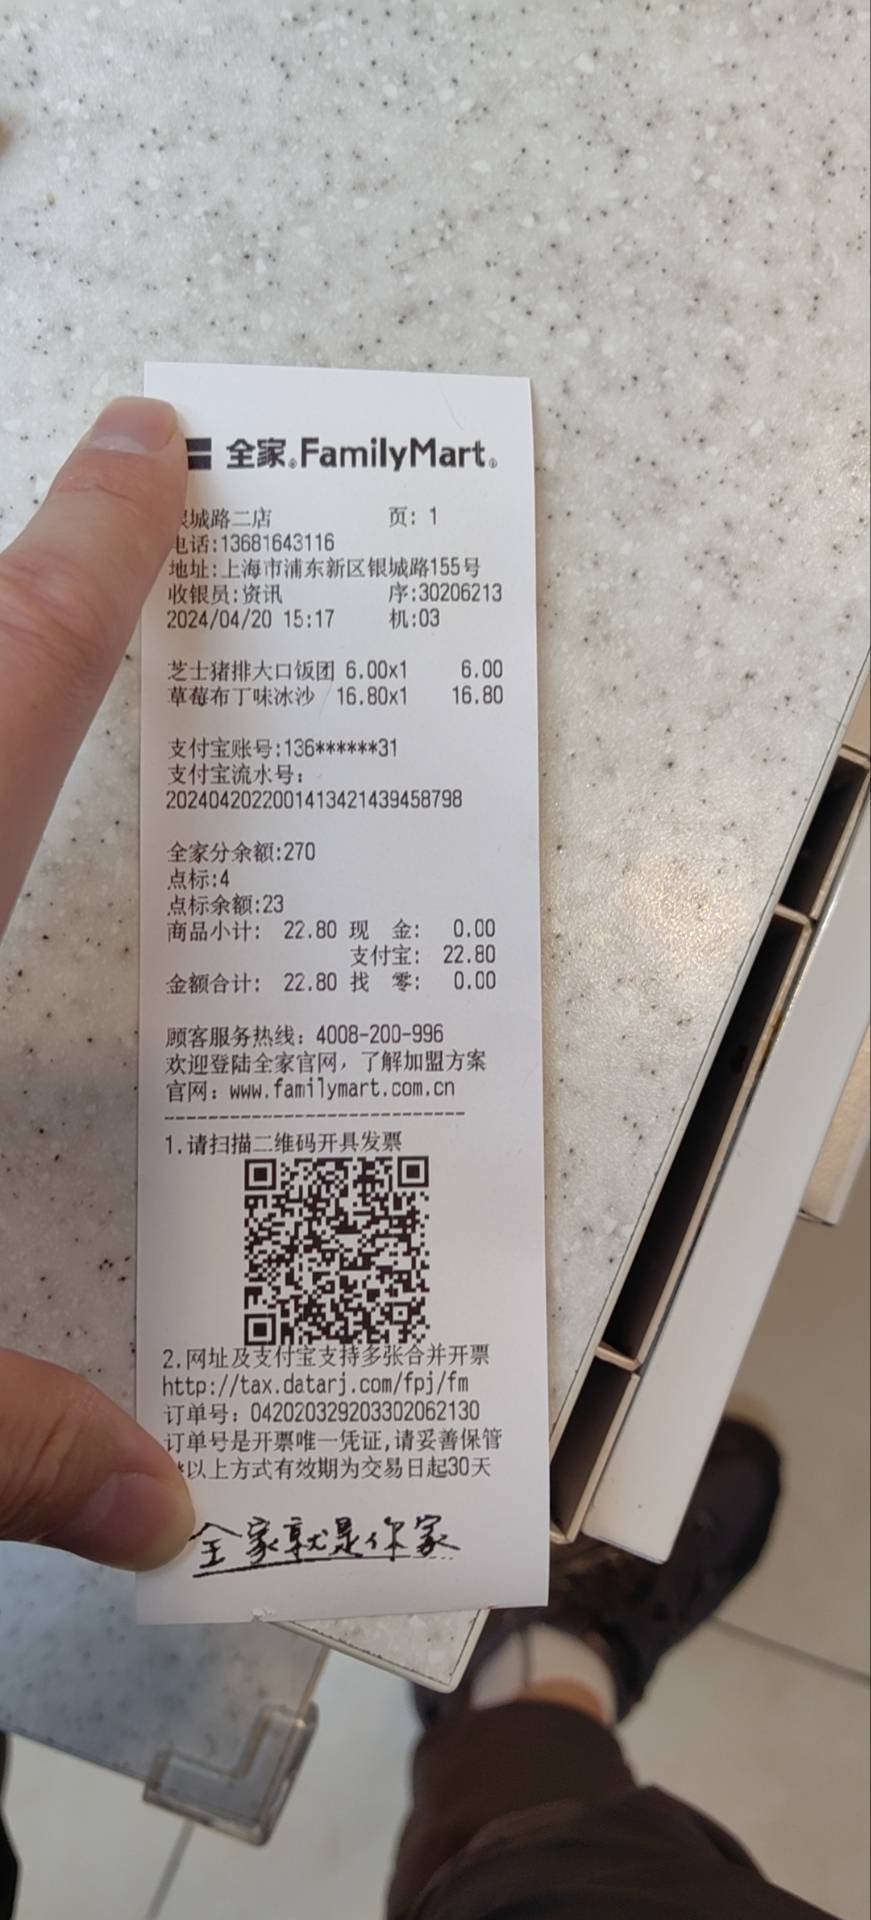 全家 FamilyMart
银城路二店 页: 1
电话:13681643116
地址:上海市浦东新区银城路155号
收银员:资讯 序:30206213
2024/04/20 15:17 机:03
芝士猪排大口饭团 6.00x1 6.00
草莓布丁味冰沙 16.80x1 16.80
支付宝账号:136******31
支付宝流水号:
2024042022001413421439458798
全家分余额:270
点标:4
点标余额:23
商品小计: 22.80 现 金: 0.00
支付宝: 22.80
金额合计: 22.80 找 零: 0.00
顾客服务热线: 4008-200-996
欢迎登陆全家官网，了解加盟方案
官网: www.familymart.com.cn
----------------------------
1.请扫描二维码开具发票
2.网址及支付宝支持多张合并开票
http://tax.datarj.com/fpj/fm
订单号: 042020329203302062130
订单号是开票唯一凭证,请妥善保管
*以上方式有效期为交易日起30天
全家就是你家